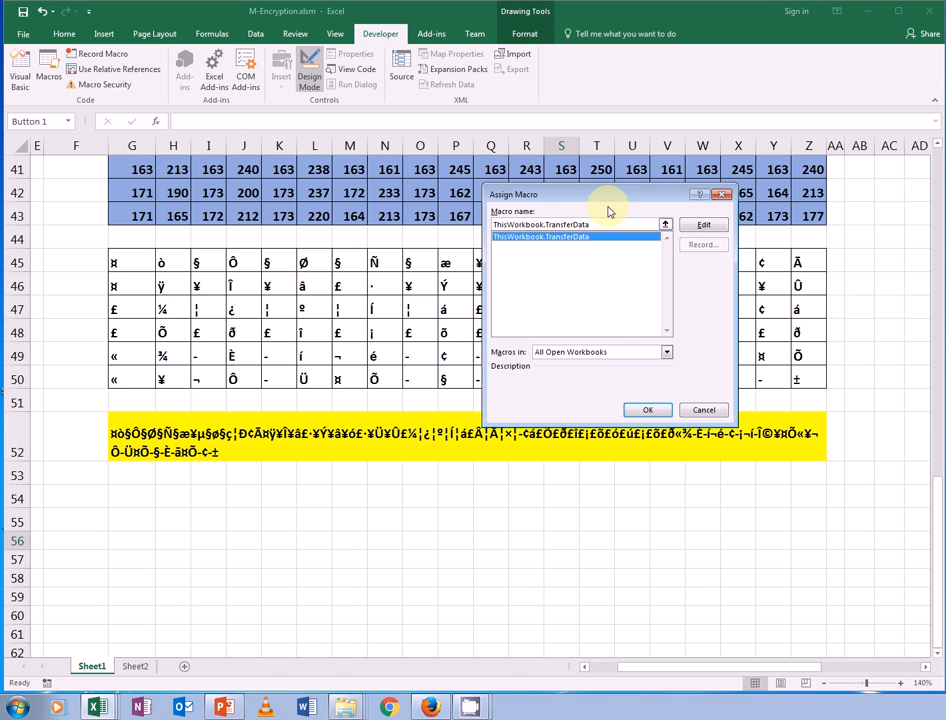 M-Encryption.xlsm - Excel
Drawing Tools
Sign in
File Home Insert Page Layout Formulas Data Review View Developer Add-ins Team Format Tell me what you want to do Share
Visual Basic
Macros
Record Macro
Use Relative References
Macro Security
Code
Add-ins
Excel Add-ins
COM Add-ins
Add-ins
Insert
Design Mode
Properties
View Code
Run Dialog
Controls
Source
Map Properties
Expansion Packs
Refresh Data
Import
Export
XML
Button 1 fx
E F G H I J K L M N O P Q R S T U V W X Y Z AA AB AC AD
41 163 213 163 240 163 238 163 161 163 245 163 243 163 250 163 161 163 163 240
42 171 190 173 200 173 237 172 233 173 162 65 164 213
43 171 165 172 212 173 220 164 213 173 167 62 173 177
44
45 ¤ ò § Ô § Ø § Ñ § æ ¥ ¢ Ã
46 ¤ ÿ ¥ Î ¥ â £ · ¥ Ý ¥ Û
47 £ ¼ ¦ ¿ ¦ º ¦ Í ¦ á ¢ á
48 £ Õ £ ð £ î £ ¡ £ õ £ ð
49 « ¾ - È - í ¬ é - ¢ ¤ Õ
50 « ¥ ¬ Ô - Ü ¤ Õ - § - ±
51
52
53
54
55
56
57
58
59
60
61
62
Assign Macro
Macro name:
ThisWorkbook.TransferData
ThisWorkbook.TransferData
Edit
Record...
Macros in: All Open Workbooks
Description
OK Cancel
Ô-Ü¤Õ-§-È-ã¤Õ-¢-±
Sheet1 Sheet2
Ready
140%